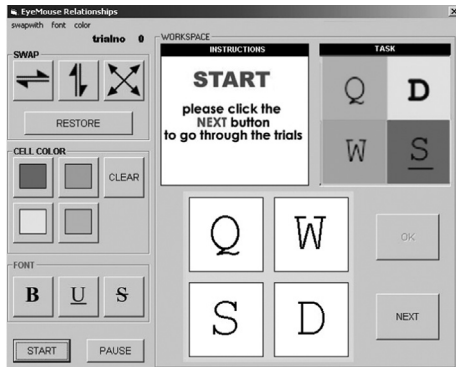 EyeMouse Relationships
swapwith font color
trialno 0
SWAP
RESTORE
CELL COLOR
CLEAR
FONT
B U S
START PAUSE
WORKSPACE
INSTRUCTIONS
START
please click the
NEXT button
to go through the trials
TASK
Q D
W S
Q W
S D
OK
NEXT